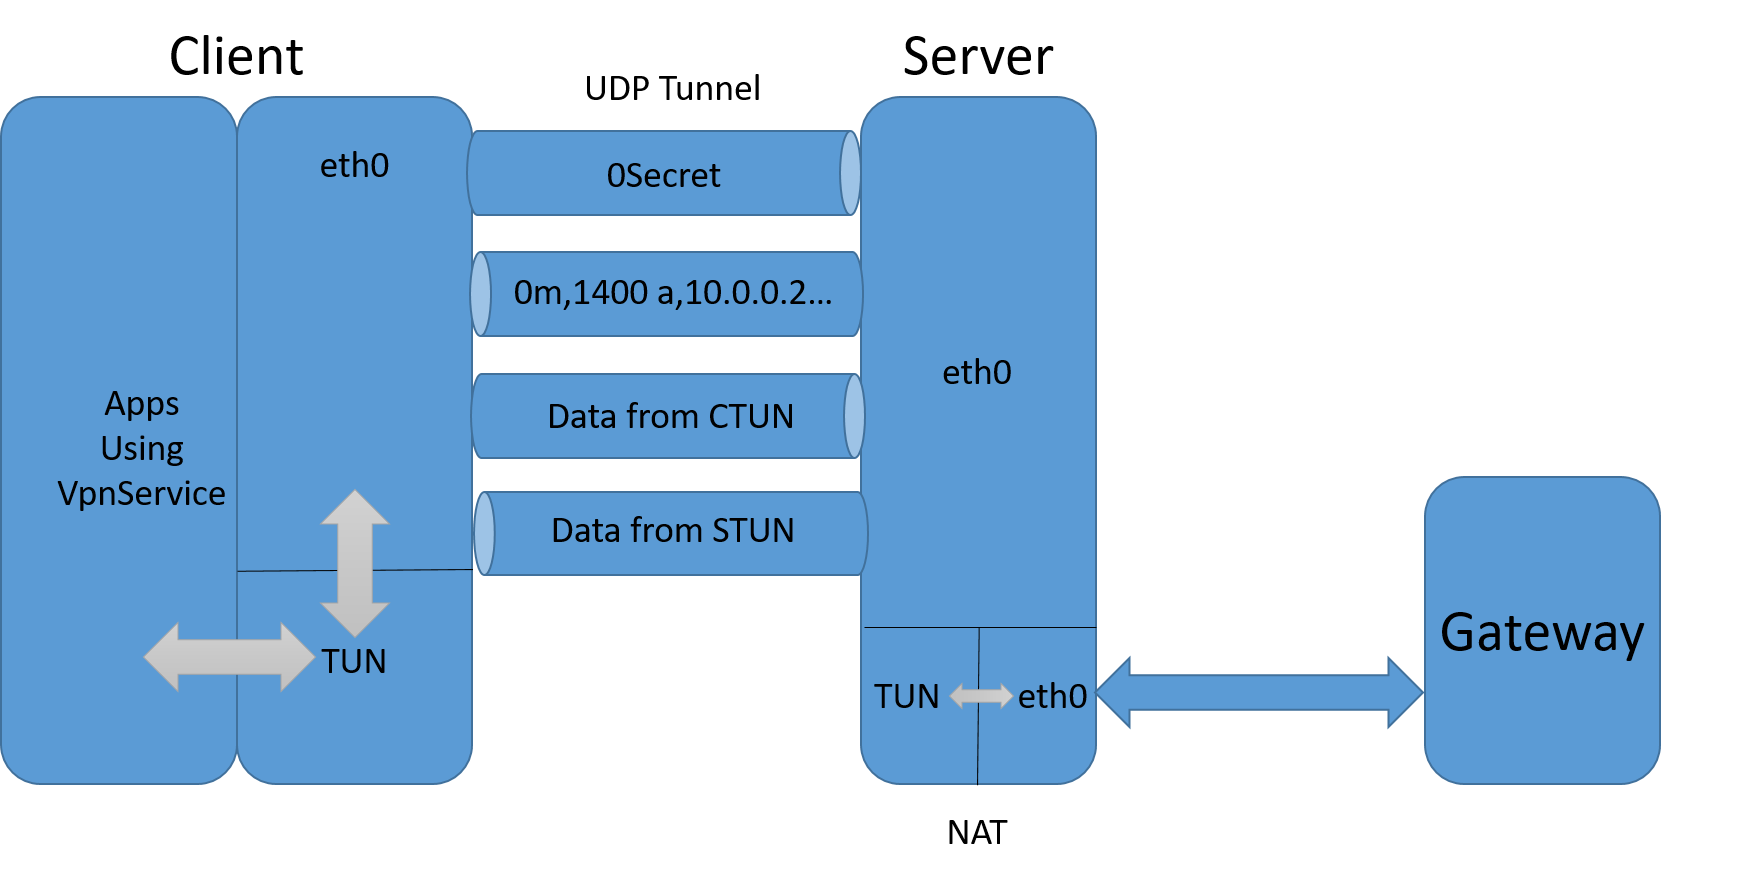 Client
Server
UDP Tunnel
eth0
0Secret
0m,1400 a,10.0.0.2...
eth0
Apps
Using
VpnService
Data from CTUN
Data from STUN
Gateway
TUN
TUN
eth0
NAT